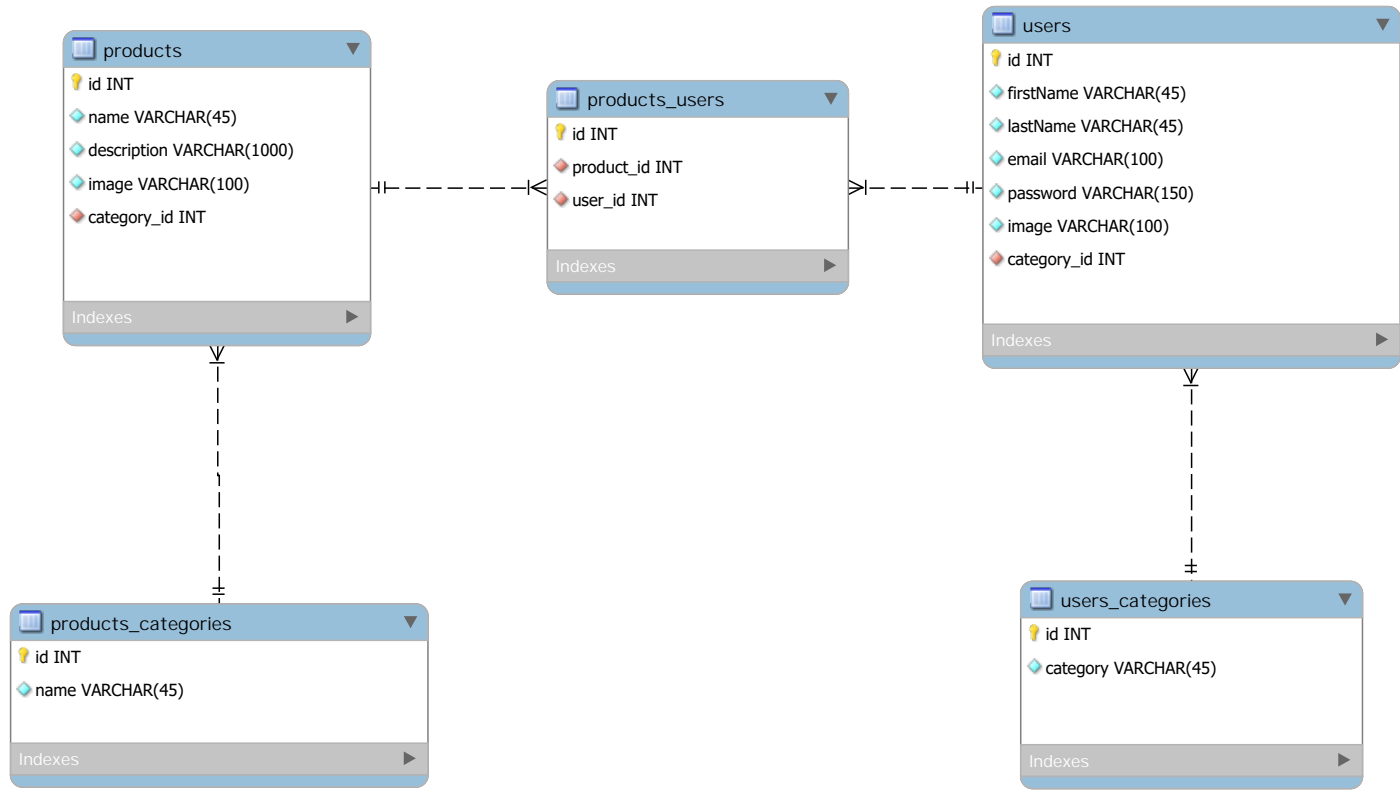 products
id INT
name VARCHAR(45)
description VARCHAR(1000)
image VARCHAR(100)
category_id INT
Indexes
products_users
id INT
product_id INT
user_id INT
Indexes
users
id INT
firstName VARCHAR(45)
lastName VARCHAR(45)
email VARCHAR(100)
password VARCHAR(150)
image VARCHAR(100)
category_id INT
Indexes
products_categories
id INT
name VARCHAR(45)
Indexes
users_categories
id INT
category VARCHAR(45)
Indexes